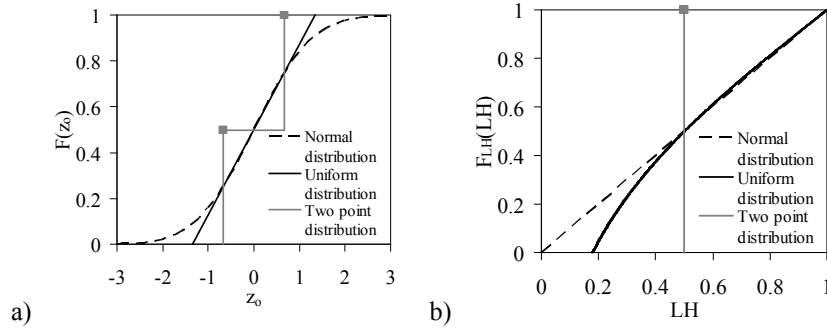 1
0.8
0.6
0.4
0.2
0
F(zo)
-3 -2 -1 0 1 2 3
zo
Normal
distribution
Uniform
distribution
Two point
distribution
a)
1.0
0.8
0.6
0.4
0.2
0
FLH(LH)
0 0.2 0.4 0.6 0.8 1
LH
Normal
distribution
Uniform
distribution
Two point
distribution
b)